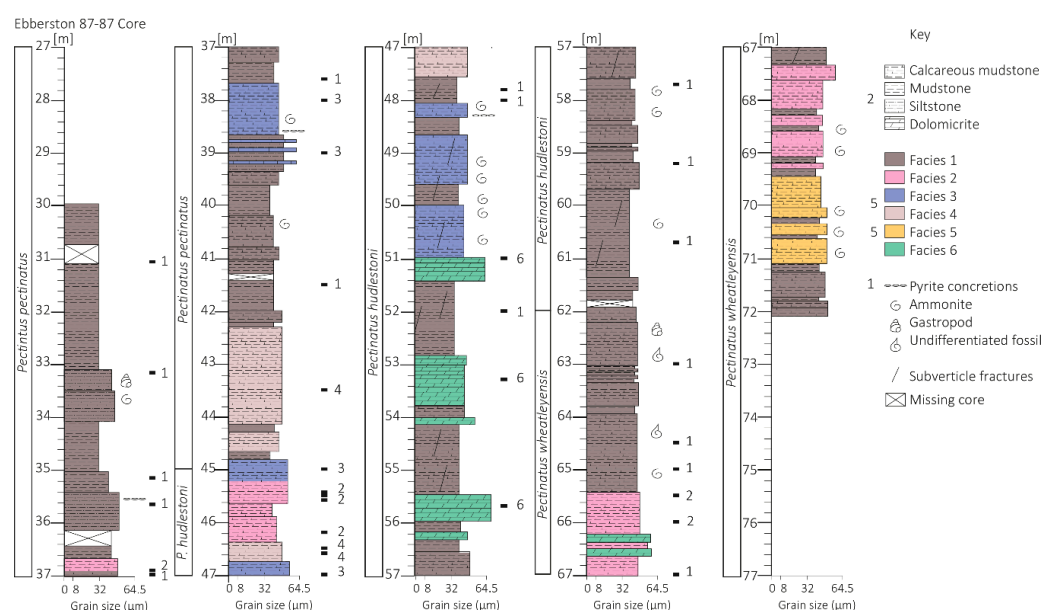 Ebberston 87-87 Core
[m]
27
28
29
30
31
32
33
34
35
36
37
Pectintus pectinatus
1
1
1
1
2
1
0 8 32 64.5
Grain size (µm)
[m]
37
38
39
40
41
42
43
44
45
46
47
Pectinatus pectinatus
P. hudlestoni
1
3
3
1
4
3
2
2
2
4
4
3
0 8 32 64.5
Grain size (µm)
[m]
47
48
49
50
51
52
53
54
55
56
57
Pectinatus hudlestoni
1
1
6
1
6
6
0 8 32 64.5
Grain size (µm)
[m]
57
58
59
60
61
62
63
64
65
66
67
Pectinatus hudlestoni
Pectinatus wheatleyensis
1
1
1
1
1
1
2
2
1
0 8 32 64.5
Grain size (µm)
[m]
67
68
69
70
71
72
73
74
75
76
77
Pectinatus wheatleyensis
2
5
5
1
0 8 32 64.5
Grain size (µm)
Key
Calcareous mudstone
Mudstone
Siltstone
Dolomicrite
Facies 1
Facies 2
Facies 3
Facies 4
Facies 5
Facies 6
Pyrite concretions
Ammonite
Gastropod
Undifferentiated fossil
Subverticle fractures
Missing core